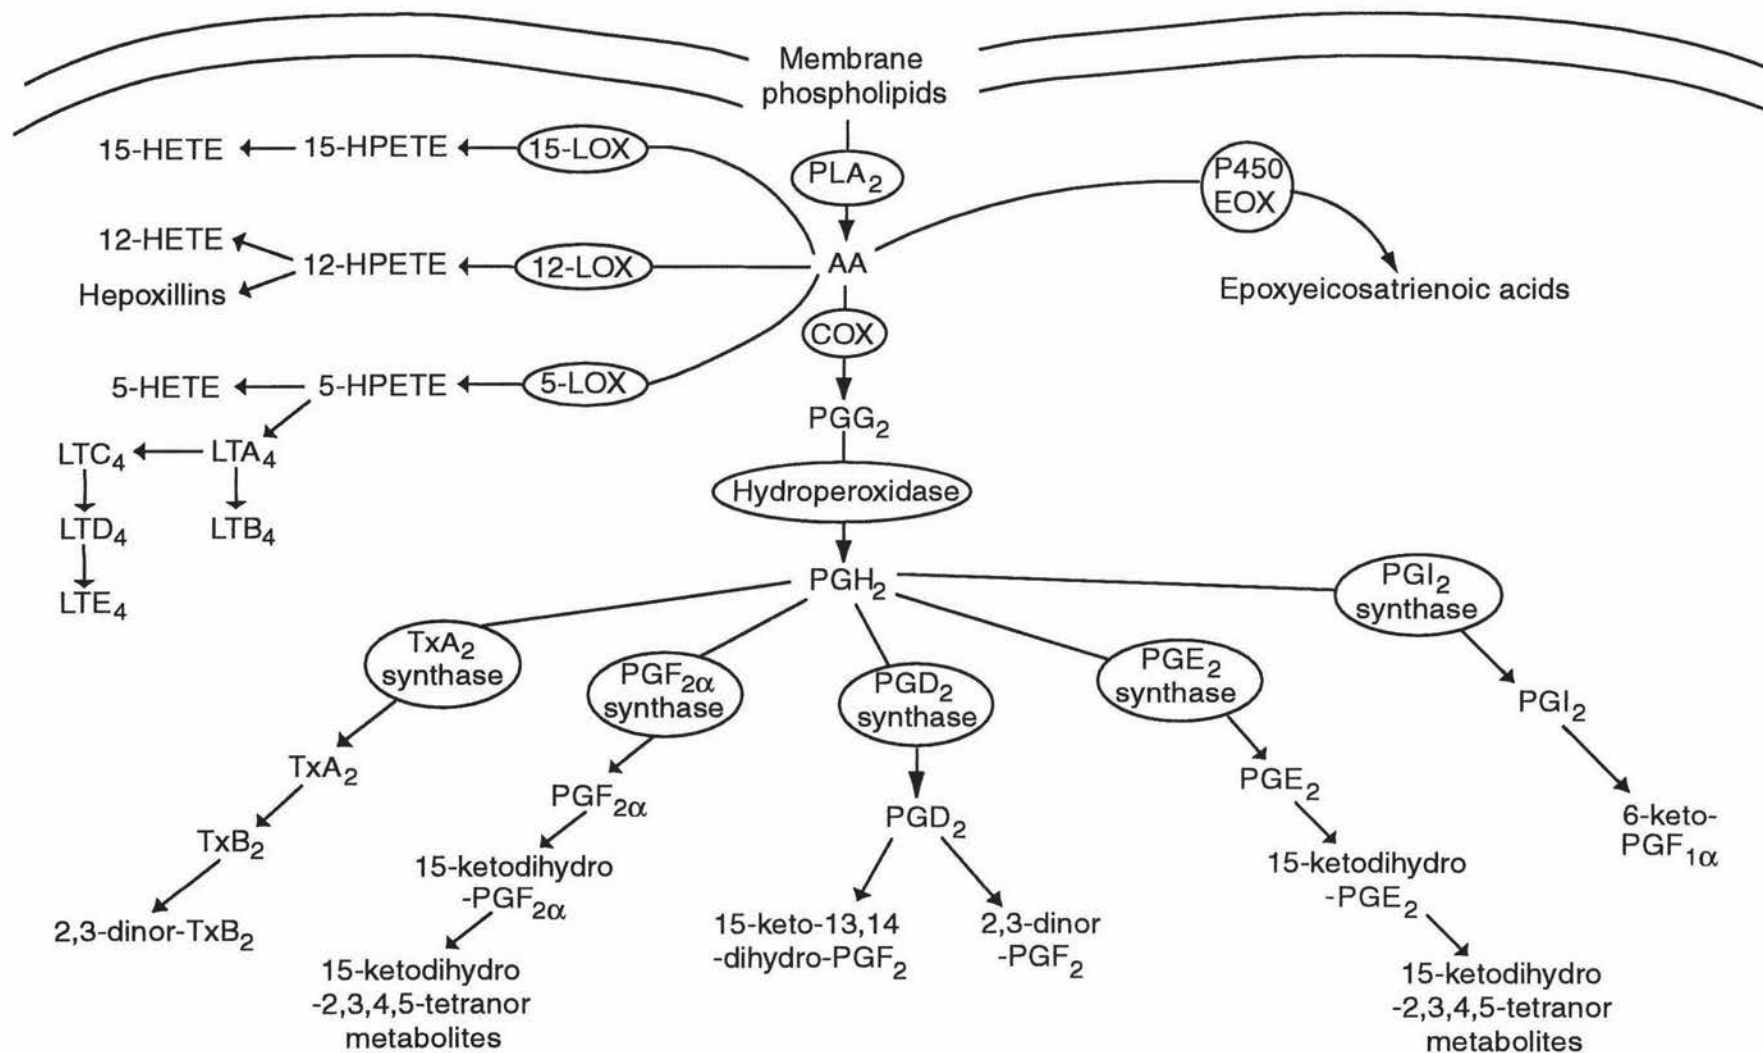 Membrane
phospholipids
15-HETE
15-HPETE
15-LOX
PLA₂
P450
EOX
12-HETE
Hepoxillins
12-HPETE
12-LOX
AA
Epoxyeicosatrienoic acids
COX
5-HETE
5-HPETE
5-LOX
PGG₂
LTC₄
LTA₄
Hydroperoxidase
LTD₄
LTB₄
LTE₄
PGH₂
PGI₂
synthase
TxA₂
synthase
PGF₂α
synthase
PGD₂
synthase
PGE₂
synthase
PGI₂
TxA₂
PGF₂α
PGD₂
PGE₂
6-keto-
PGF₁α
TxB₂
15-ketodihydro
-PGF₂α
15-ketodihydro
-PGE₂
2,3-dinor-TxB₂
15-keto-13,14
-dihydro-PGF₂
2,3-dinor
-PGF₂
15-ketodihydro
-2,3,4,5-tetranor
metabolites
15-ketodihydro
-2,3,4,5-tetranor
metabolites